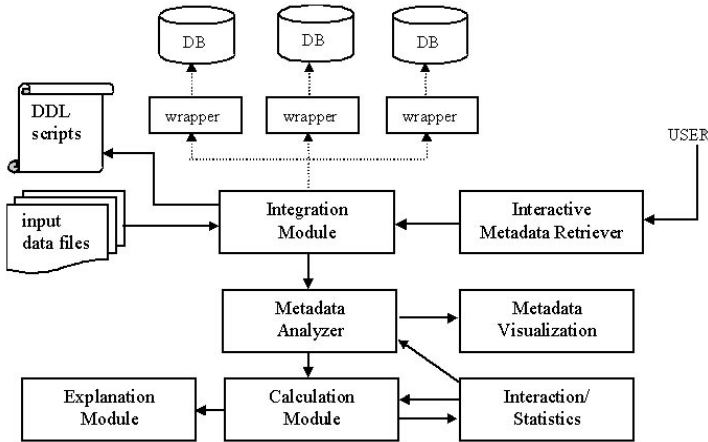 DB
DB
DB
DDL
scripts
wrapper
wrapper
wrapper
USER
input
data files
Integration
Module
Interactive
Metadata Retriever
Metadata
Analyzer
Metadata
Visualization
Explanation
Module
Calculation
Module
Interaction/
Statistics